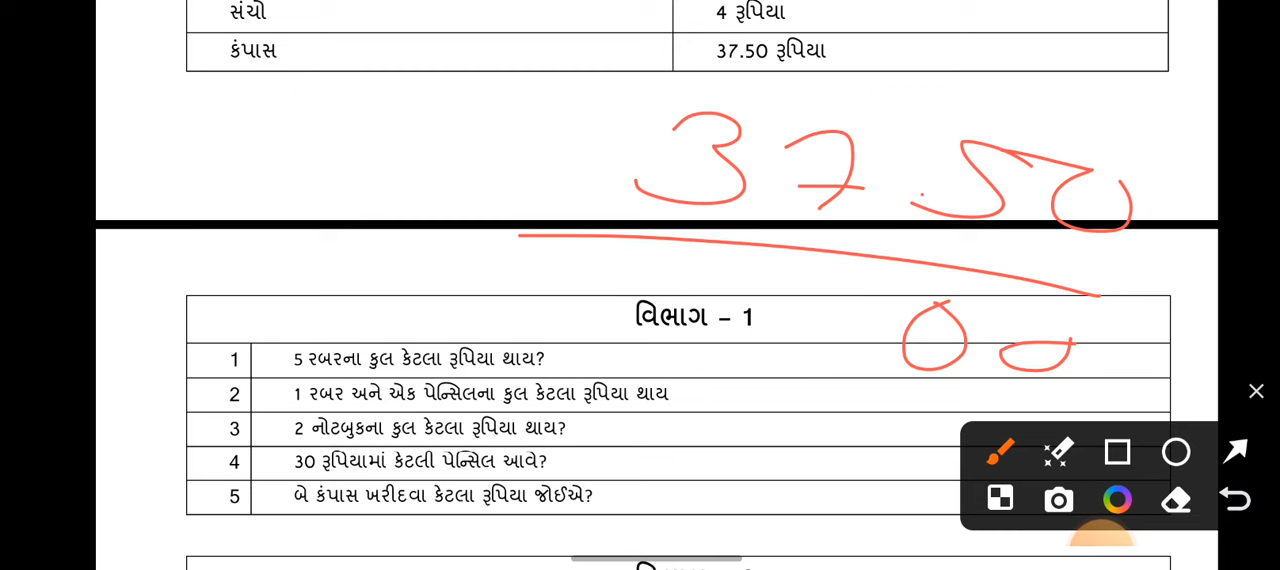 સંચો 4 રૂપિયા
કંપાસ 37.50 રૂપિયા
37.50
વિભાગ – 1
00
1 5 રબરના કુલ કેટલા રૂપિયા થાય?
2 1 રબર અને એક પેન્સિલના કુલ કેટલા રૂપિયા થાય
3 2 નોટબુકના કુલ કેટલા રૂપિયા થાય?
4 30 રૂપિયામાં કેટલી પેન્સિલ આવે?
5 બે કંપાસ ખરીદવા કેટલા રૂપિયા જોઈએ?